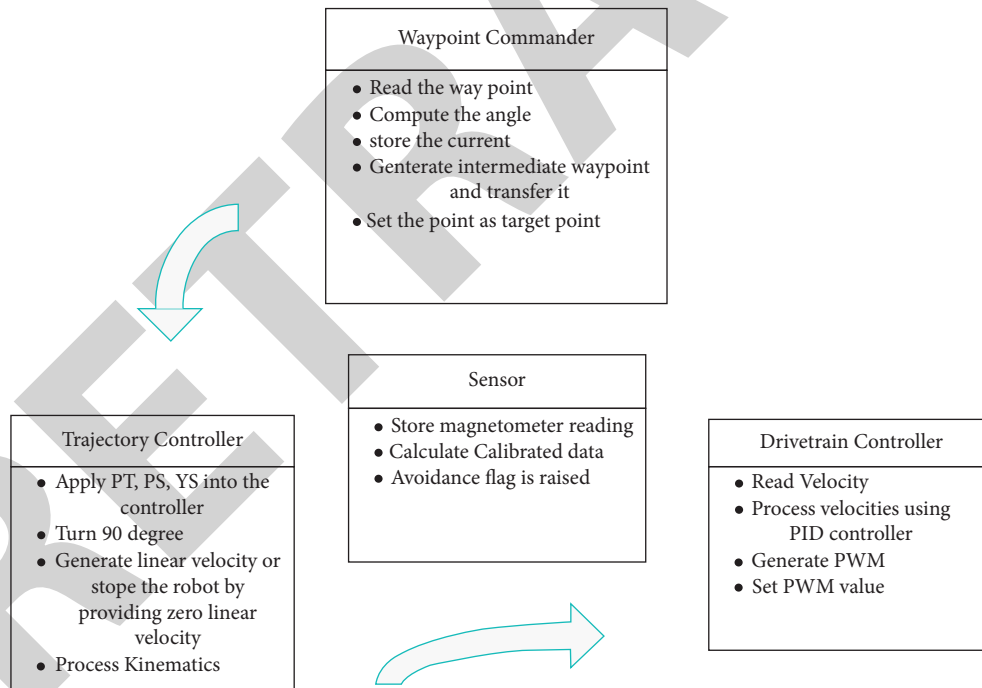 Waypoint Commander
• Read the way point
• Compute the angle
• store the current
• Genterate intermediate waypoint
and transfer it
• Set the point as target point
Sensor
• Store magnetometer reading
• Calculate Calibrated data
• Avoidance flag is raised
Trajectory Controller
• Apply PT, PS, YS into the
controller
• Turn 90 degree
• Generate linear velocity or
stope the robot by
providing zero linear
velocity
• Process Kinematics
Drivetrain Controller
• Read Velocity
• Process velocities using
PID controller
• Generate PWM
• Set PWM value
RETRA